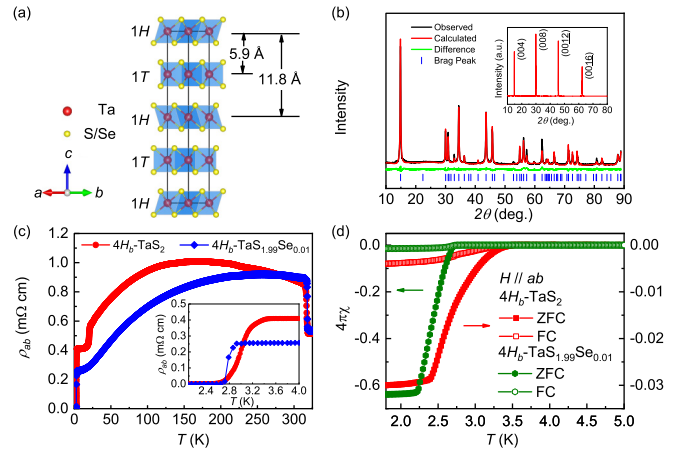 (a)
1H
5.9 Å
1T
11.8 Å
1H
1T
1H
Ta
S/Se
c
a
b
(b)
Observed
Calculated
Difference
Brag Peak
Intensity
2θ (deg.)
10 20 30 40 50 60 70 80 90
Intensity (a.u.)
(004)
(008)
(0012)
(0016)
10 20 30 40 50 60 70 80
2θ (deg.)
(c)
4Hb-TaS2
4Hb-TaS1.99Se0.01
ρab (mΩ cm)
1.2
1.0
0.8
0.6
0.4
0.2
0.0
0 50 100 150 200 250 300
T (K)
ρab (mΩ cm)
0.5
0.4
0.3
0.2
0.1
0.0
2.4 2.8 3.2 3.6 4.0
T (K)
(d)
4πχ
0.0
-0.2
-0.4
-0.6
0.00
-0.01
-0.02
-0.03
H // ab
4Hb-TaS2
ZFC
FC
4Hb-TaS1.99Se0.01
ZFC
FC
2.0 2.5 3.0 3.5 4.0 4.5 5.0
T (K)